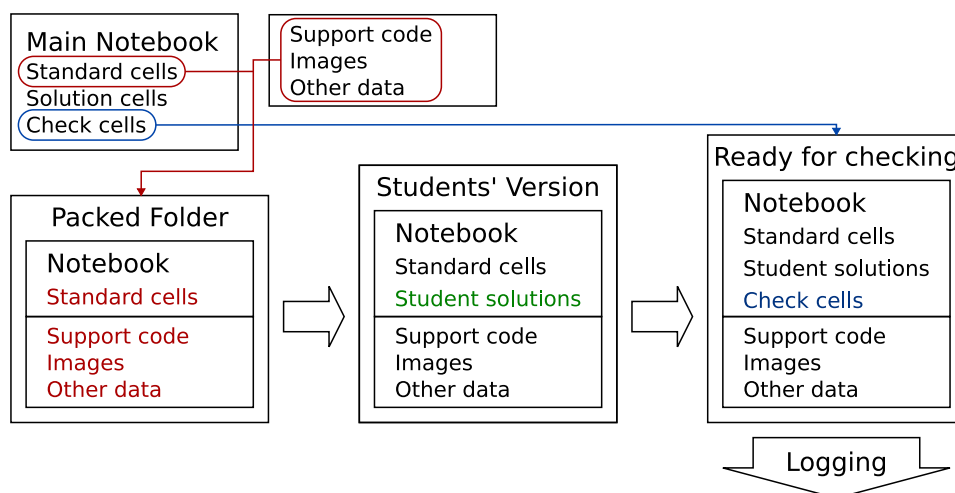 Main Notebook
Standard cells
Solution cells
Check cells
Support code
Images
Other data
Packed Folder
Notebook
Standard cells
Support code
Images
Other data
Students' Version
Notebook
Standard cells
Student solutions
Support code
Images
Other data
Ready for checking
Notebook
Standard cells
Student solutions
Check cells
Support code
Images
Other data
Logging